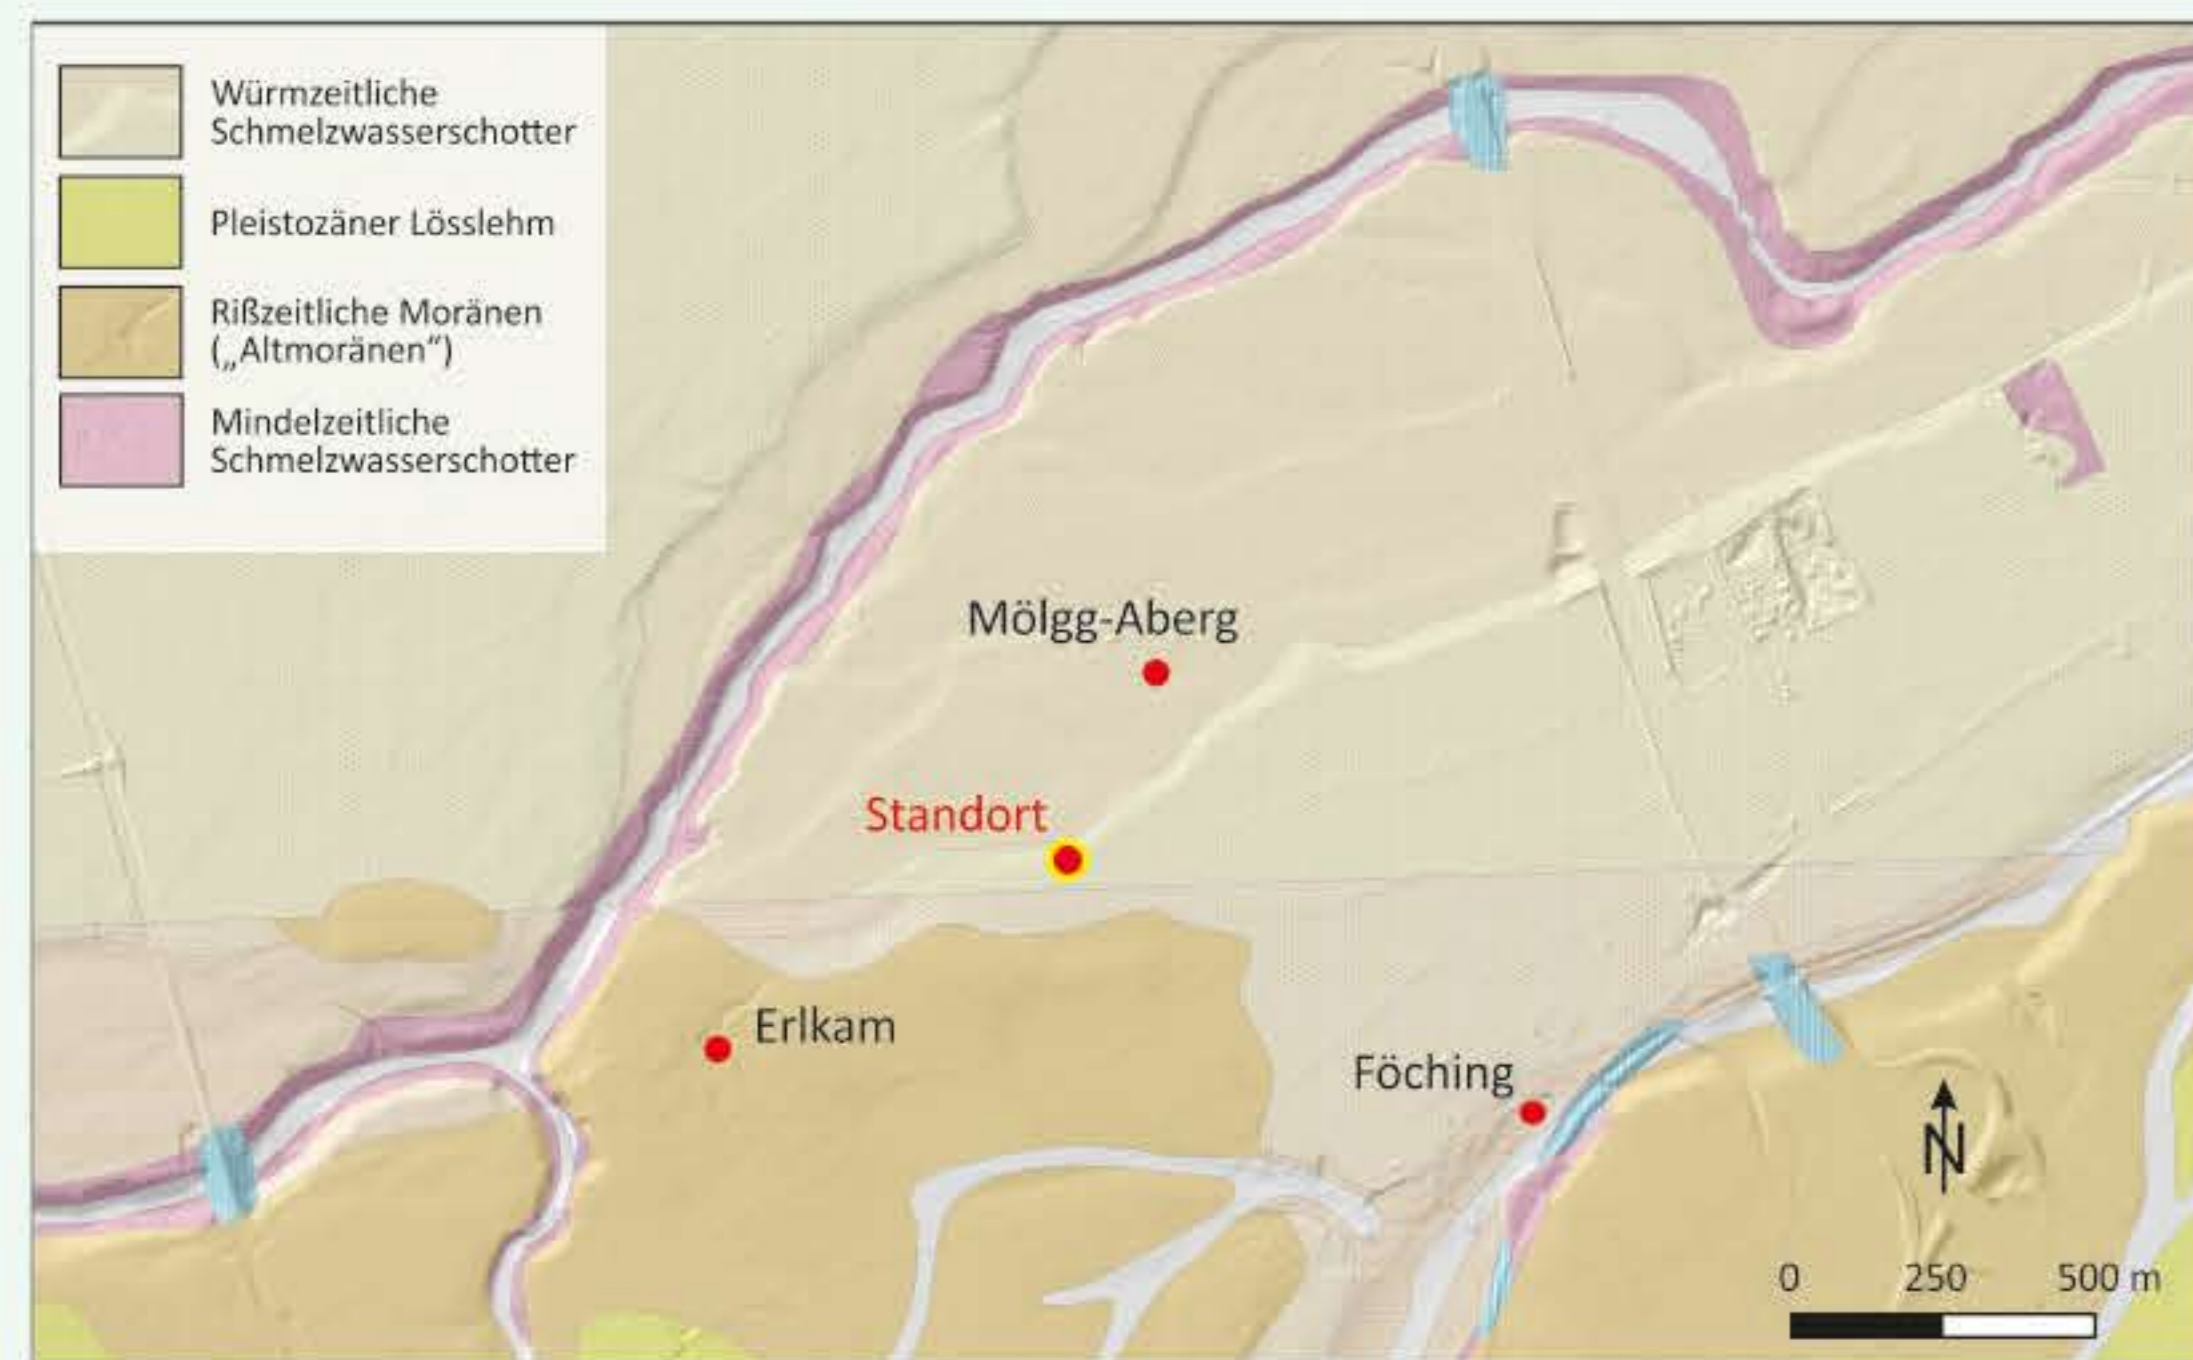 Würmzeitliche
Schmelzwasserschotter
Pleistozäner Lösslehm
Rißzeitliche Moränen
(„Altmoränen“)
Mindelzeitliche
Schmelzwasserschotter
Mölgg-Aberg
Standort
Erlkam
Föching
N
0 250 500 m